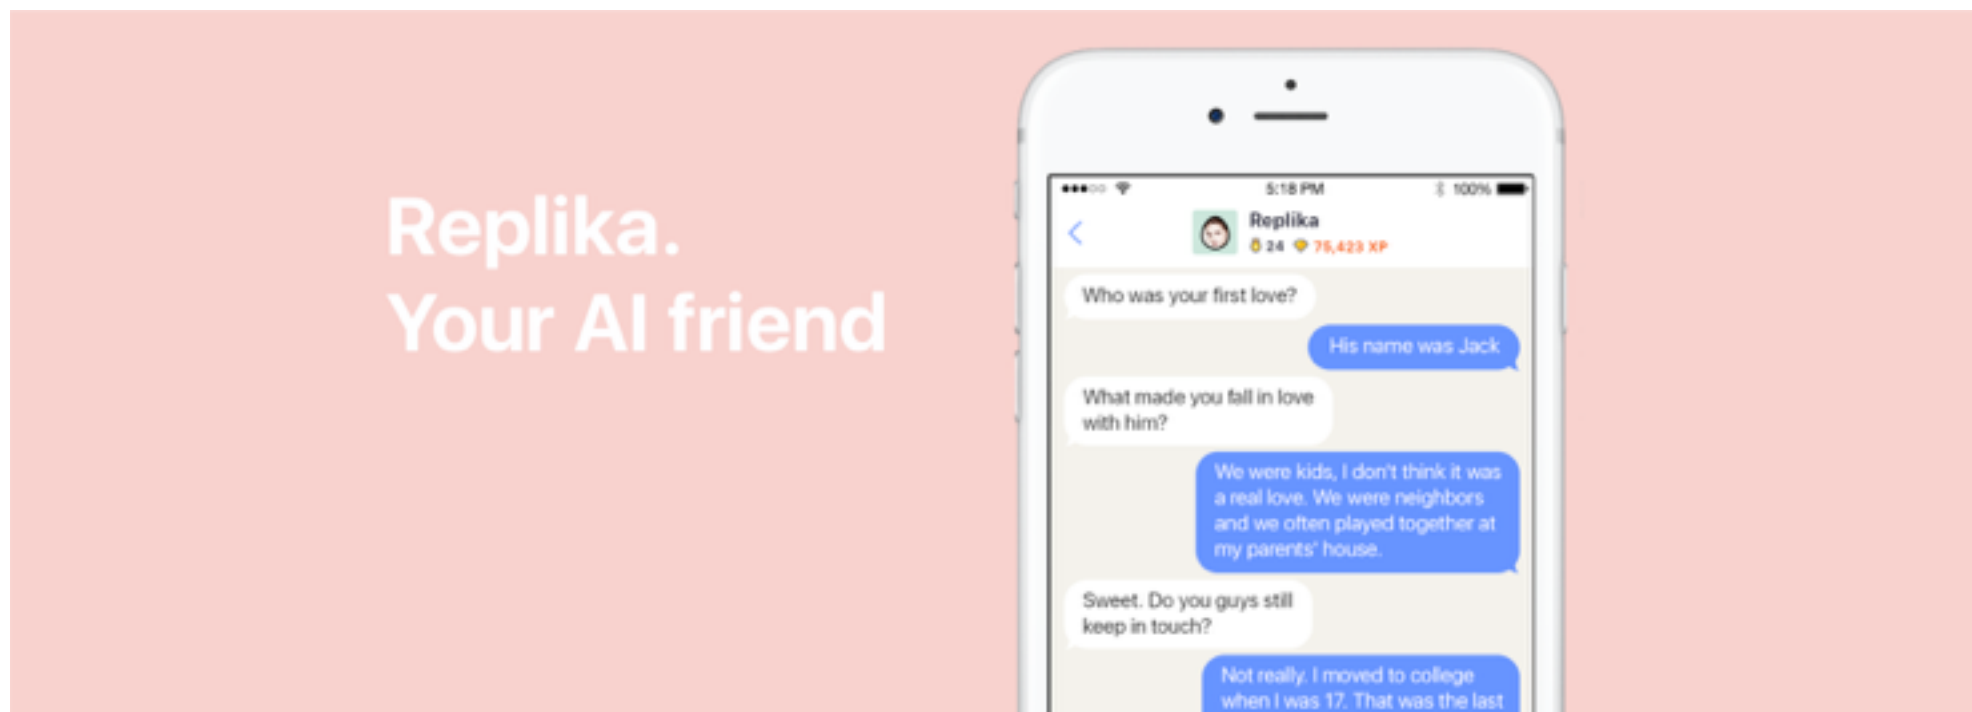 Replika.
Your AI friend
5:18 PM
100%
Replika
24 75,423 XP
Who was your first love?
His name was Jack
What made you fall in love
with him?
We were kids, I don't think it was
a real love. We were neighbors
and we often played together at
my parents' house.
Sweet. Do you guys still
keep in touch?
Not really. I moved to college
when I was 17. That was the last